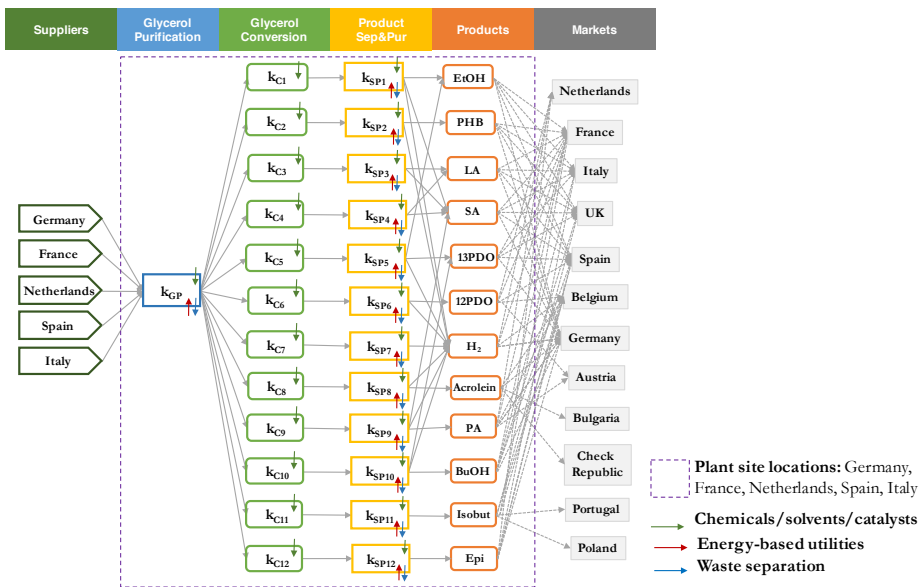 Suppliers
Glycerol
Purification
Glycerol
Conversion
Product
Sep&Pur
Products
Markets
Germany
France
Netherlands
Spain
Italy
kGP
kC1
kC2
kC3
kC4
kC5
kC6
kC7
kC8
kC9
kC10
kC11
kC12
kSP1
kSP2
kSP3
kSP4
kSP5
kSP6
kSP7
kSP8
kSP9
kSP10
kSP11
kSP12
EtOH
PHB
LA
SA
13PDO
12PDO
H2
Acrolein
PA
BuOH
Isobut
Epi
Netherlands
France
Italy
UK
Spain
Belgium
Germany
Austria
Bulgaria
Check
Republic
Portugal
Poland
Plant site locations: Germany,
France, Netherlands, Spain, Italy
Chemicals/solvents/catalysts
Energy-based utilities
Waste separation